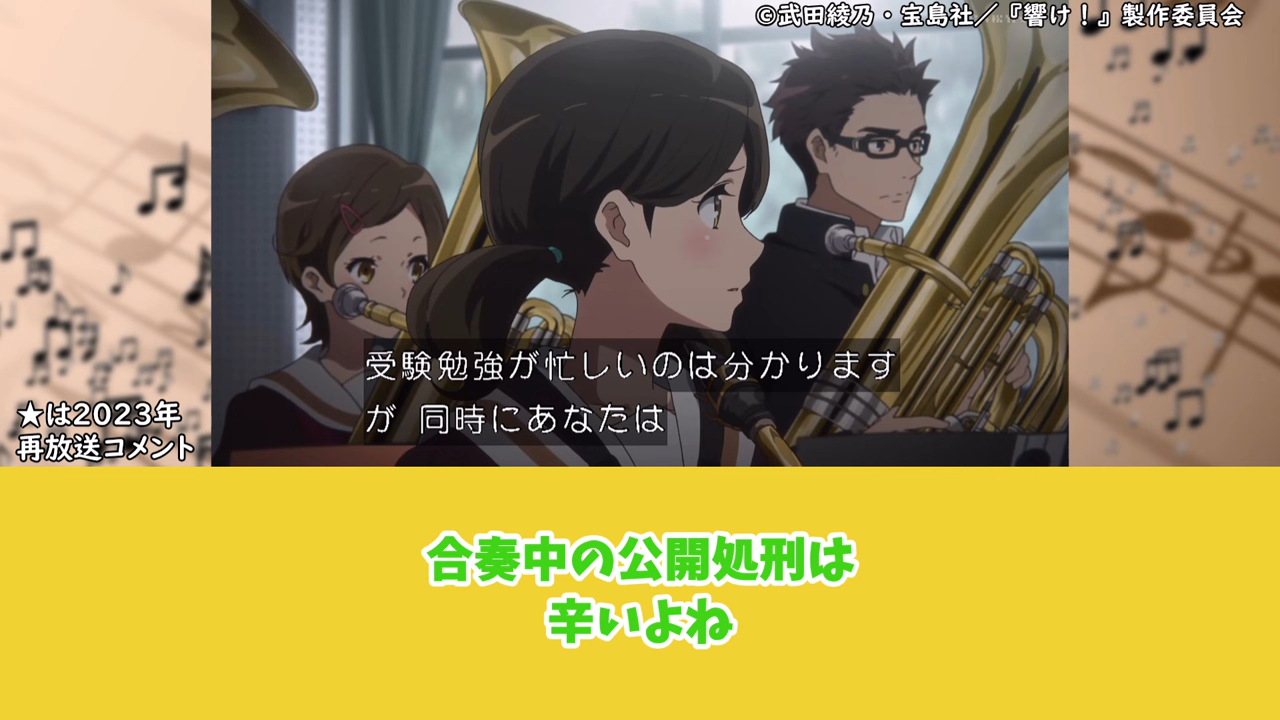 ©武田綾乃・宝島社／『響け！』製作委員会
受験勉強が忙しいのは分かります
が 同時にあなたは
★は2023年
再放送コメント
合奏中の公開処刑は
辛いよね